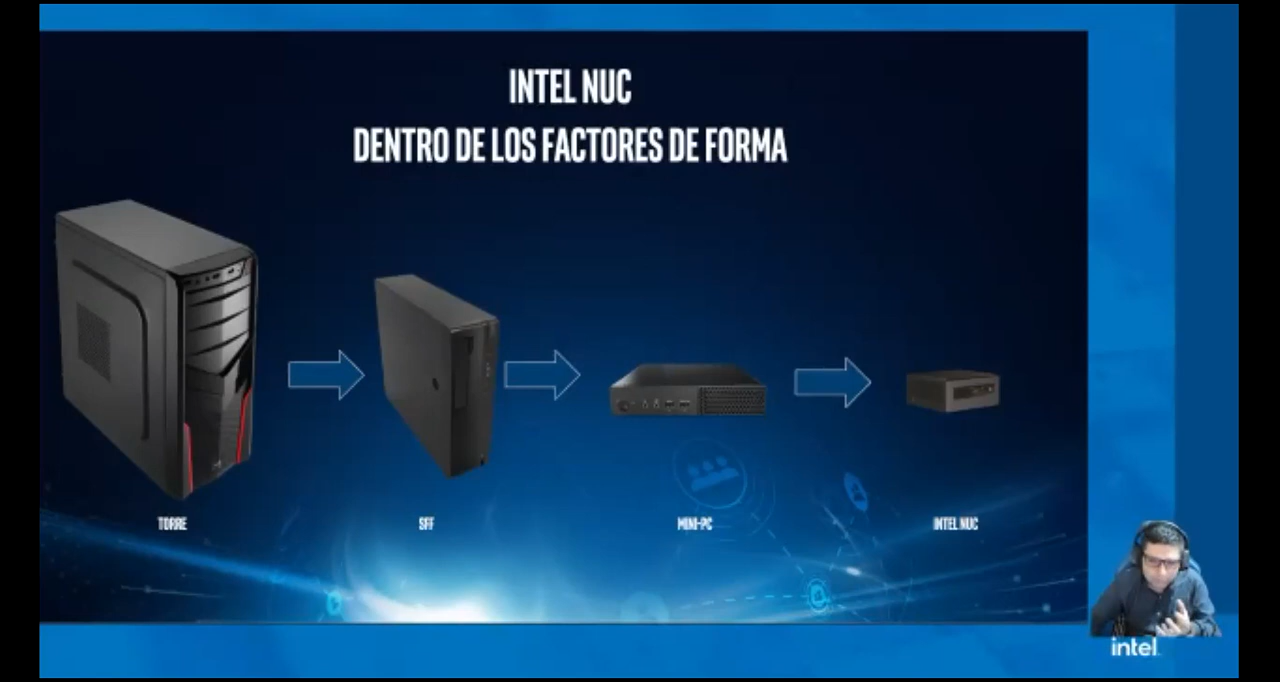 INTEL NUC
DENTRO DE LOS FACTORES DE FORMA
TORRE
SFF
MINI-PC
INTEL NUC
intel